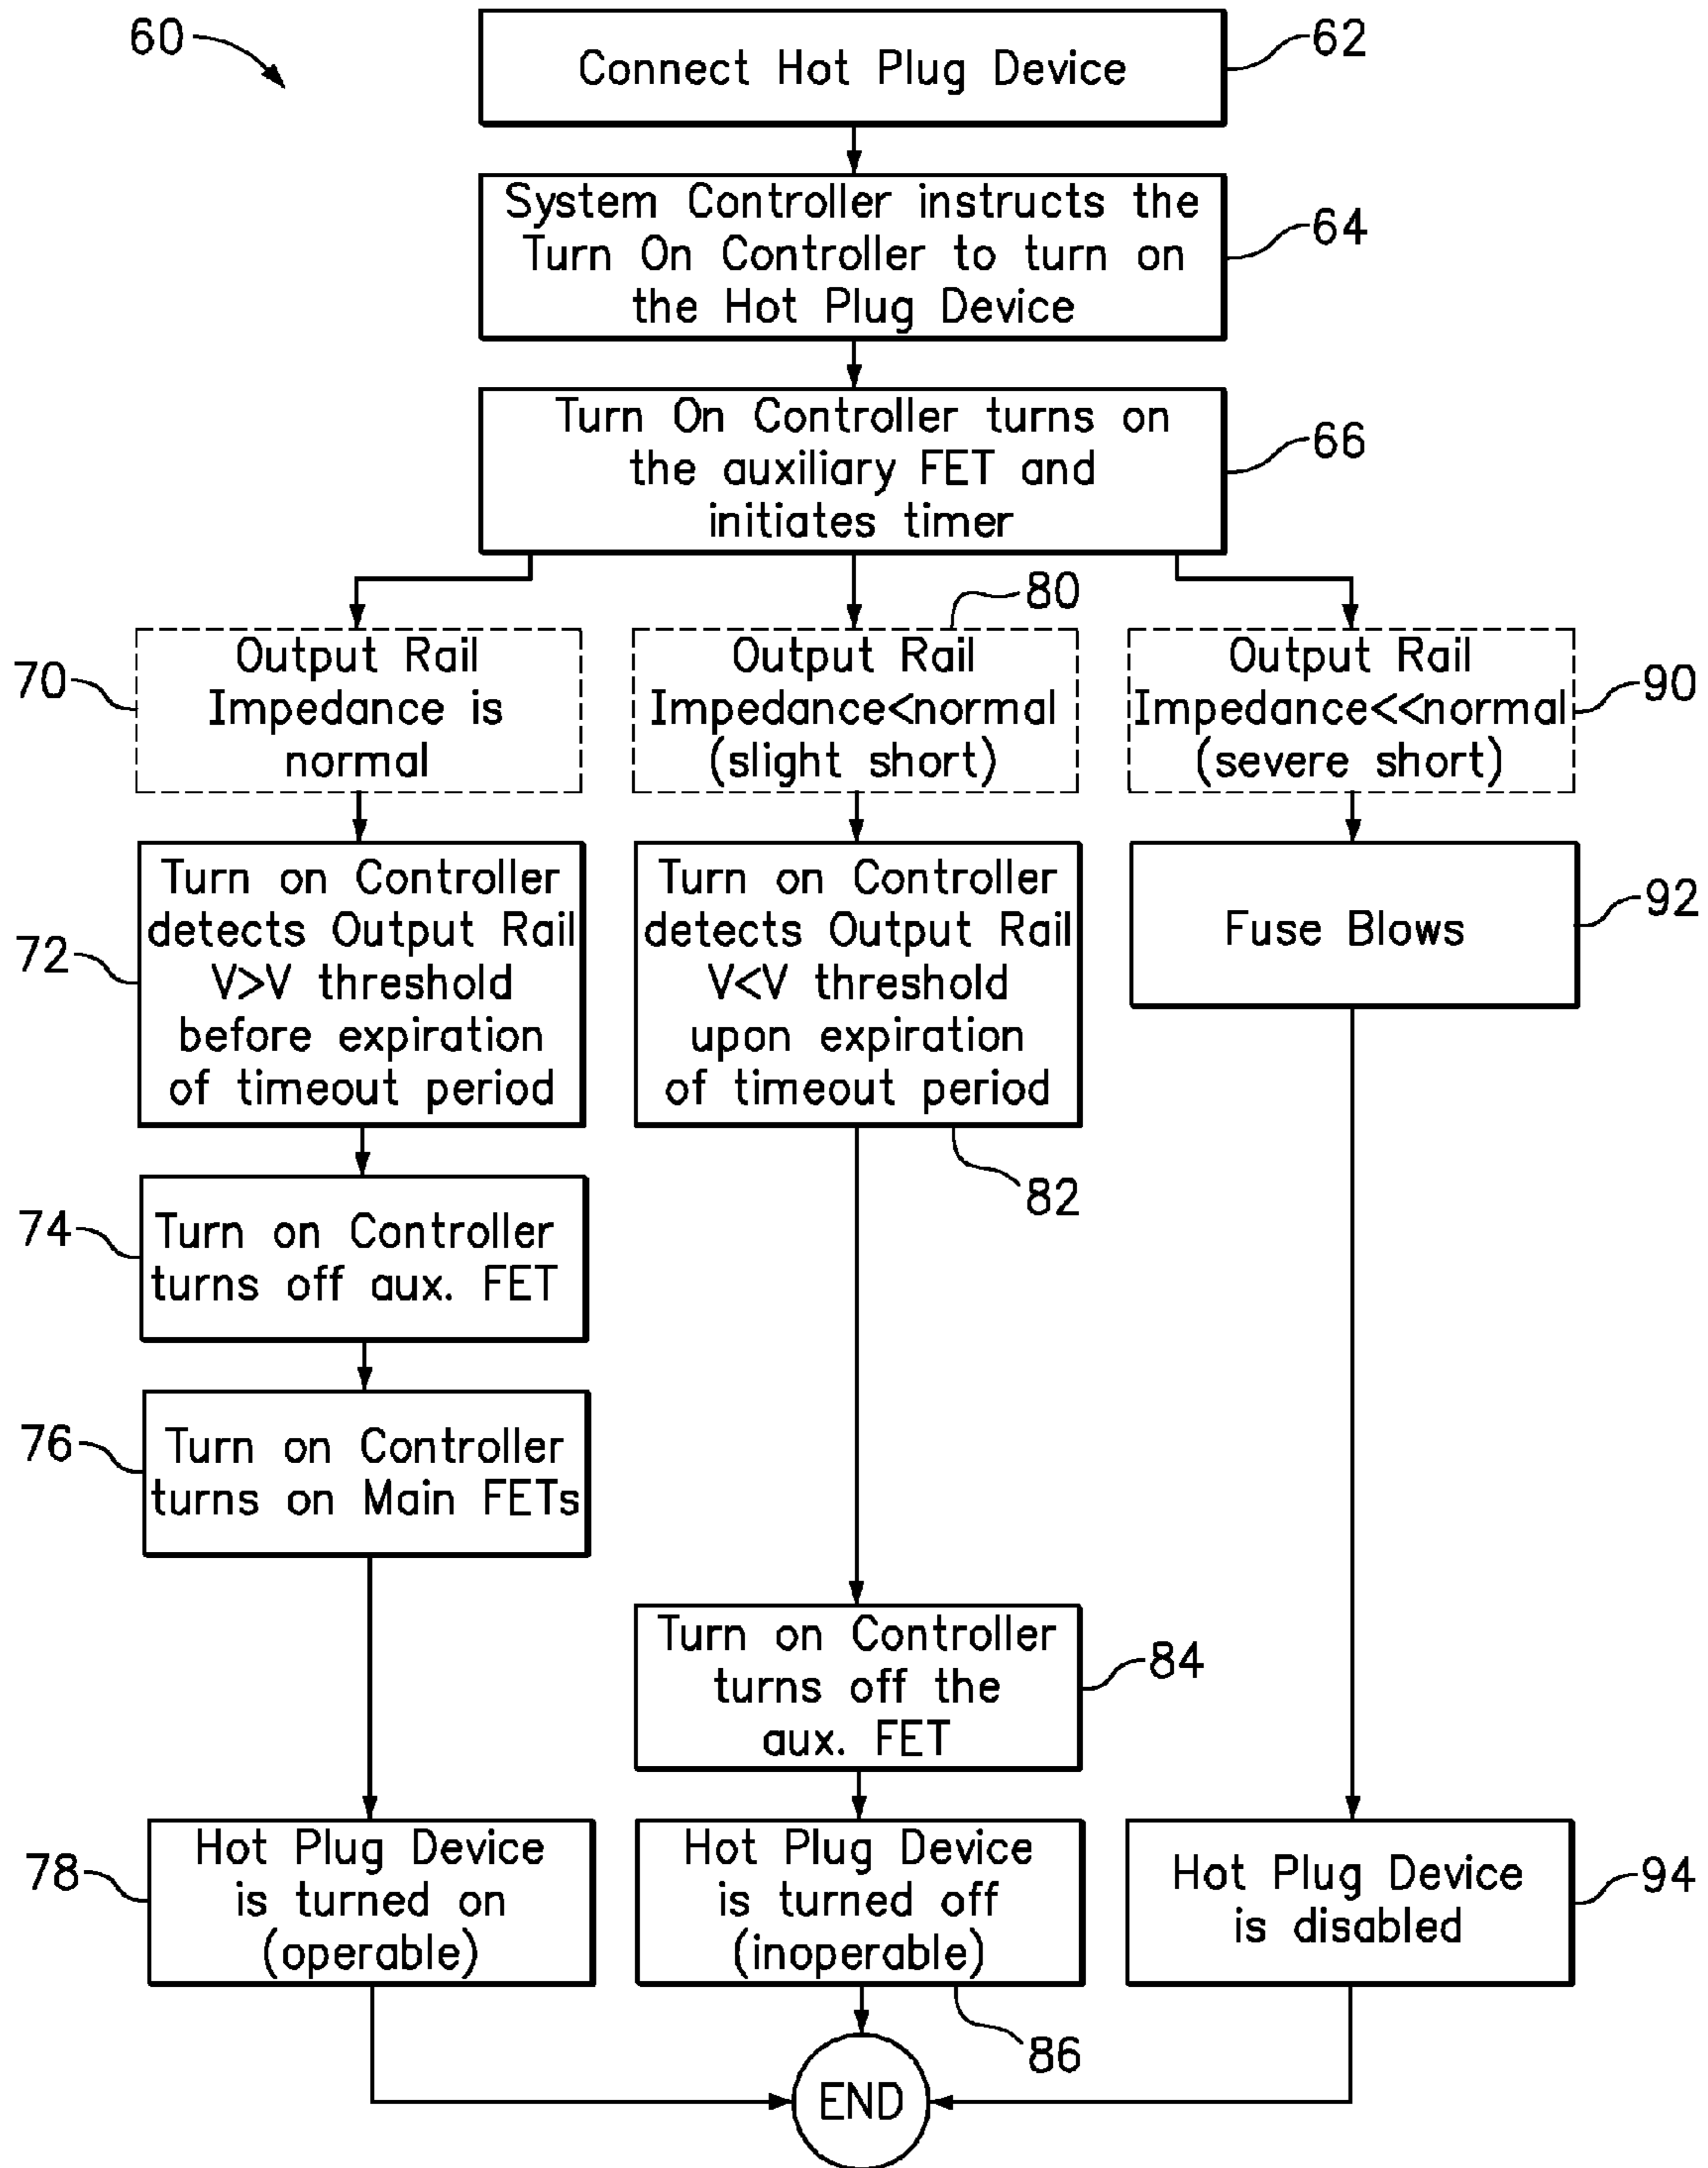 60
Connect Hot Plug Device
62
System Controller instructs the
Turn On Controller to turn on
the Hot Plug Device
64
Turn On Controller turns on
the auxiliary FET and
initiates timer
66
70
Output Rail
Impedance is
normal
80
Output Rail
Impedance<normal
(slight short)
Output Rail
Impedance<<normal
(severe short)
90
72
Turn on Controller
detects Output Rail
V>V threshold
before expiration
of timeout period
Turn on Controller
detects Output Rail
V<V threshold
upon expiration
of timeout period
82
Fuse Blows
92
74
Turn on Controller
turns off aux. FET
76
Turn on Controller
turns on Main FETs
Turn on Controller
turns off the
aux. FET
84
78
Hot Plug Device
is turned on
(operable)
Hot Plug Device
is turned off
(inoperable)
86
Hot Plug Device
is disabled
94
END